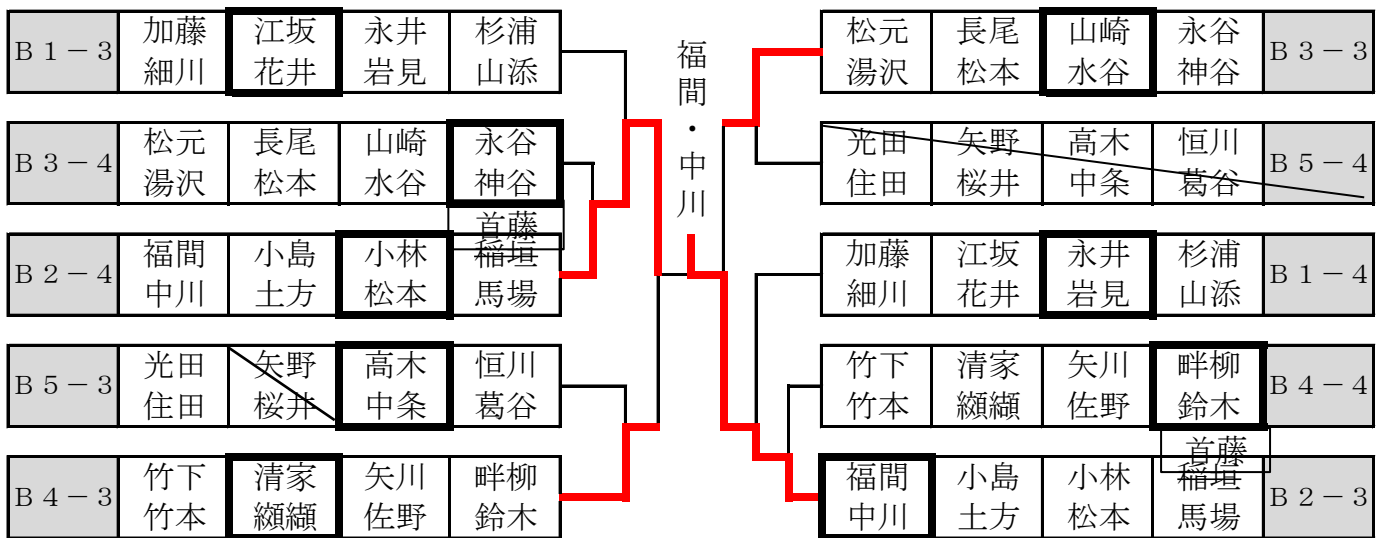 B１－３ 加藤 江坂 永井 杉浦
細川 花井 岩見 山添
B３－４ 松元 長尾 山崎 永谷
湯沢 松本 水谷 神谷
首藤
B２－４ 福間 小島 小林 稲垣
中川 土方 松本 馬場
B５－３ 光田 矢野 高木 恒川
住田 桜井 中条 葛谷
B４－３ 竹下 清家 矢川 畔柳
竹本 纐纈 佐野 鈴木
福間・中川
松元 長尾 山崎 永谷 B３－３
湯沢 松本 水谷 神谷
光田 矢野 高木 恒川 B５－４
住田 桜井 中条 葛谷
加藤 江坂 永井 杉浦 B１－４
細川 花井 岩見 山添
竹下 清家 矢川 畔柳 B４－４
竹本 纐纈 佐野 鈴木
首藤
福間 小島 小林 稲垣 B２－３
中川 土方 松本 馬場